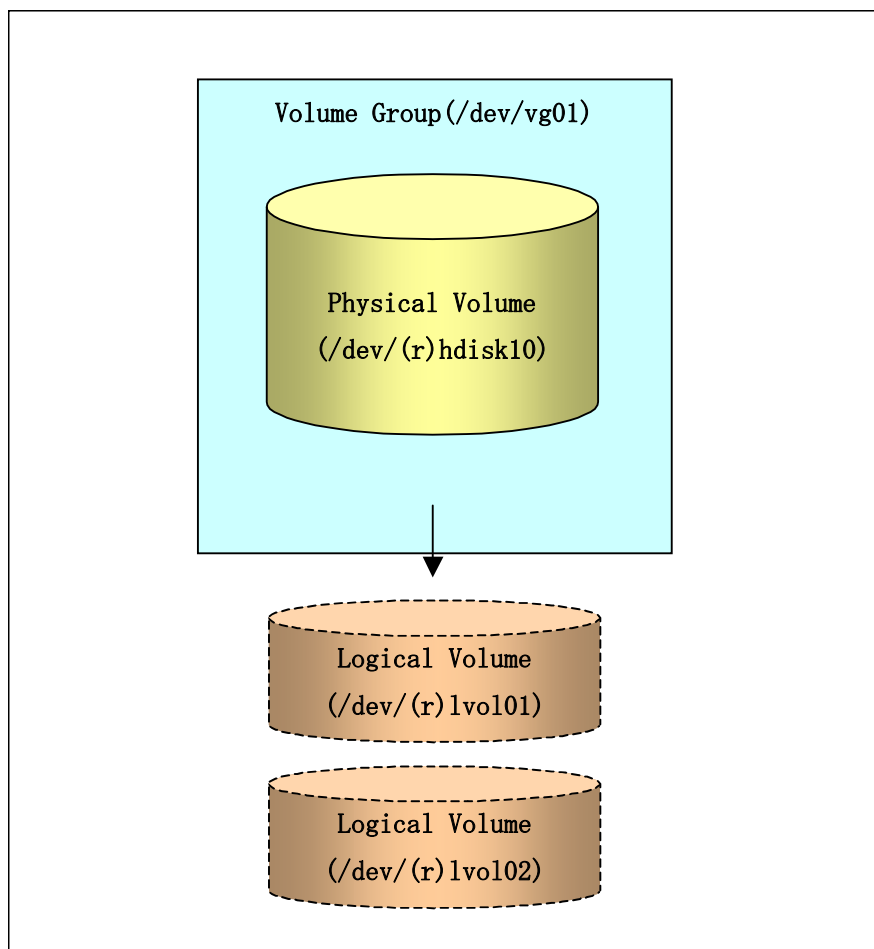 Volume Group(/dev/vg01)
Physical Volume
(/dev/(r)hdisk10)
Logical Volume
(/dev/(r)lvol01)
Logical Volume
(/dev/(r)lvol02)